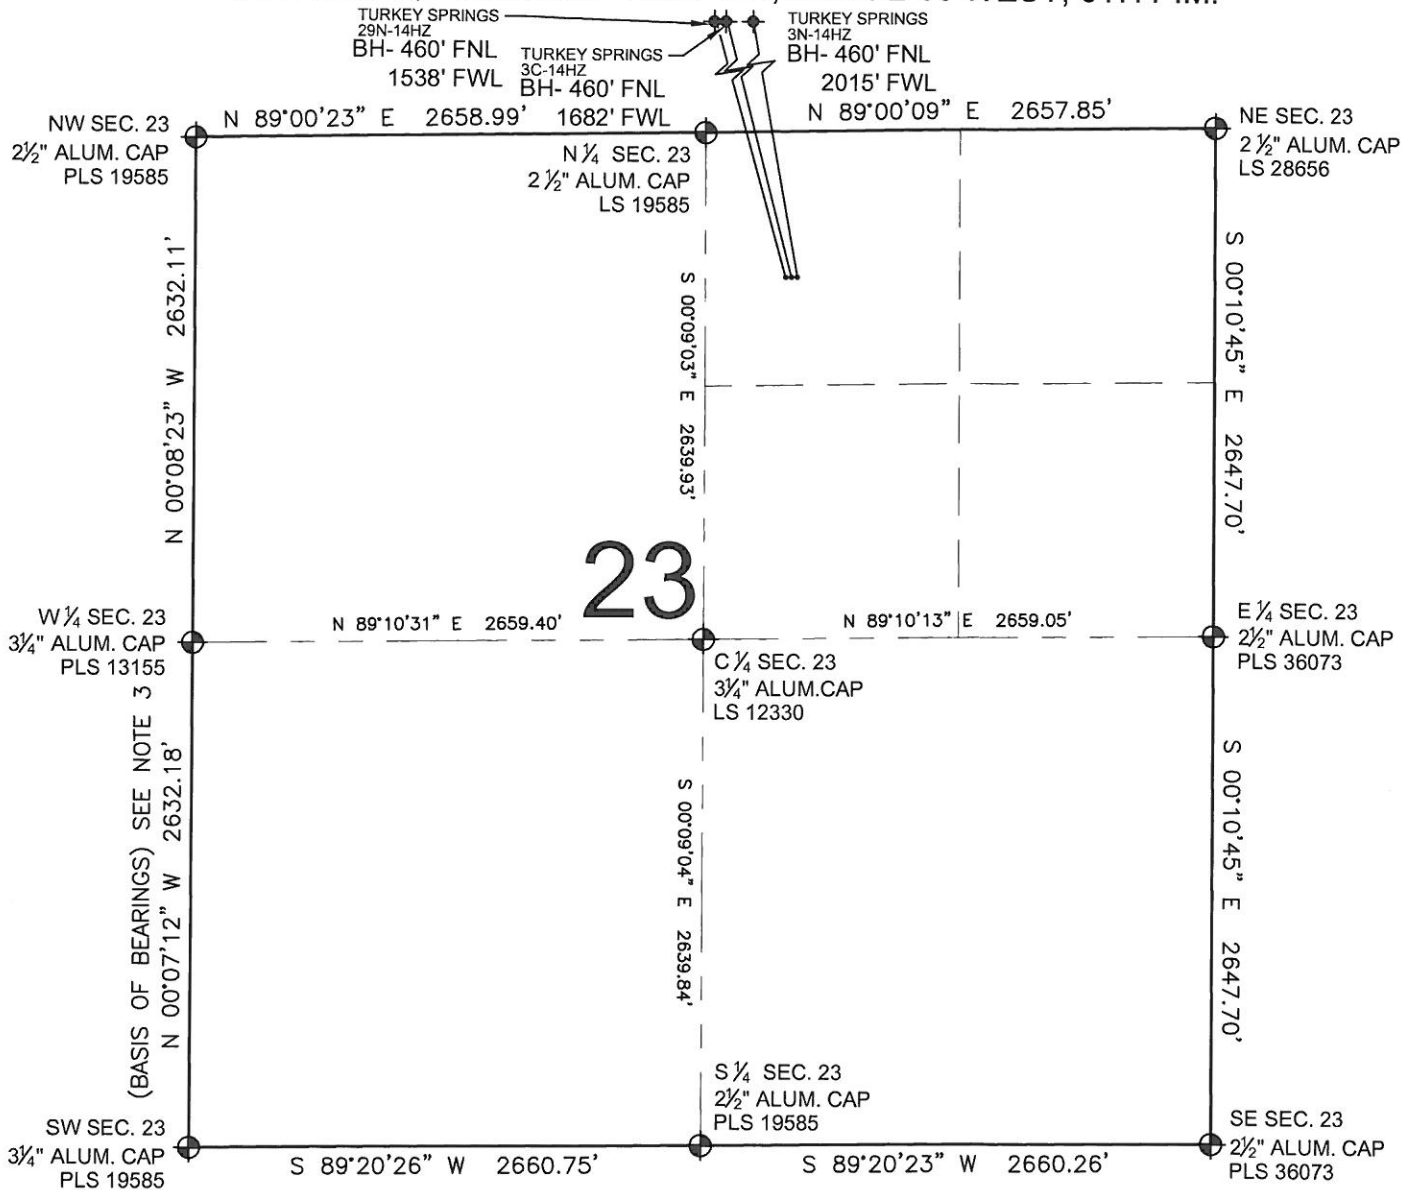 TURKEY SPRINGS
29N-14HZ
BH- 460' FNL
1538' FWL
TURKEY SPRINGS
3C-14HZ
BH- 460' FNL
1682' FWL
TURKEY SPRINGS
3N-14HZ
BH- 460' FNL
2015' FWL
N 89°00'23" E 2658.99'
N 89°00'09" E 2657.85'
NW SEC. 23
2½" ALUM. CAP
PLS 19585
N ¼ SEC. 23
2 ½" ALUM. CAP
LS 19585
NE SEC. 23
2 ½" ALUM. CAP
LS 28656
N 00°08'23" W 2632.11'
S 00°09'03" E 2639.93'
S 00°10'45" E 2647.70'
23
W ¼ SEC. 23
3¼" ALUM. CAP
PLS 13155
N 89°10'31" E 2659.40'
N 89°10'13" E 2659.05'
C ¼ SEC. 23
3¼" ALUM.CAP
LS 12330
E ¼ SEC. 23
2½" ALUM. CAP
PLS 36073
(BASIS OF BEARINGS) SEE NOTE 3
N 00°07'12" W 2632.18'
S 00°09'04" E 2639.84'
S 00°10'45" E 2647.70'
SW SEC. 23
3¼" ALUM. CAP
PLS 19585
S ¼ SEC. 23
2½" ALUM. CAP
PLS 19585
SE SEC. 23
2½" ALUM. CAP
PLS 36073
S 89°20'26" W 2660.75'
S 89°20'23" W 2660.26'